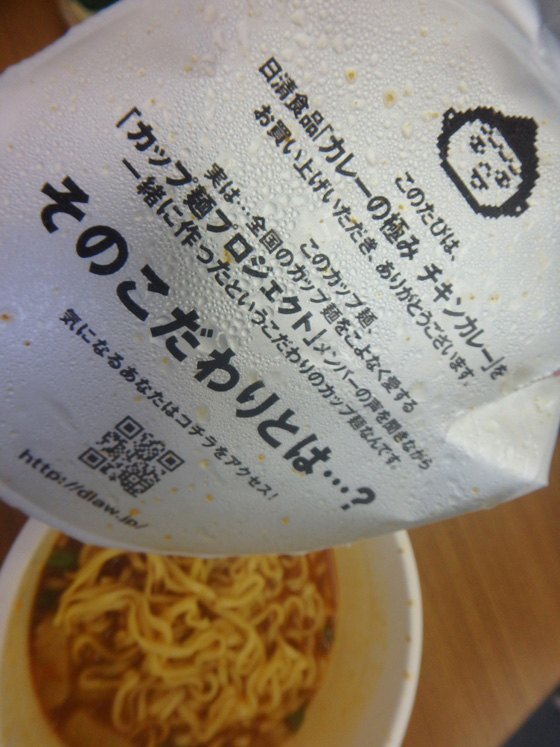 このたびは、
日清食品「カレーの極み チキンカレー」を
お買い上げいただき、ありがとうございます。
このカップ麺、
実は…全国のカップ麺をこよなく愛する
「カップ麺プロジェクト」メンバーの声を聞きながら
一緒に作ったというこだわりのカップ麺なんです。
そのこだわりとは…?
気になるあなたはコチラをアクセス!
http://d1aw.jp/